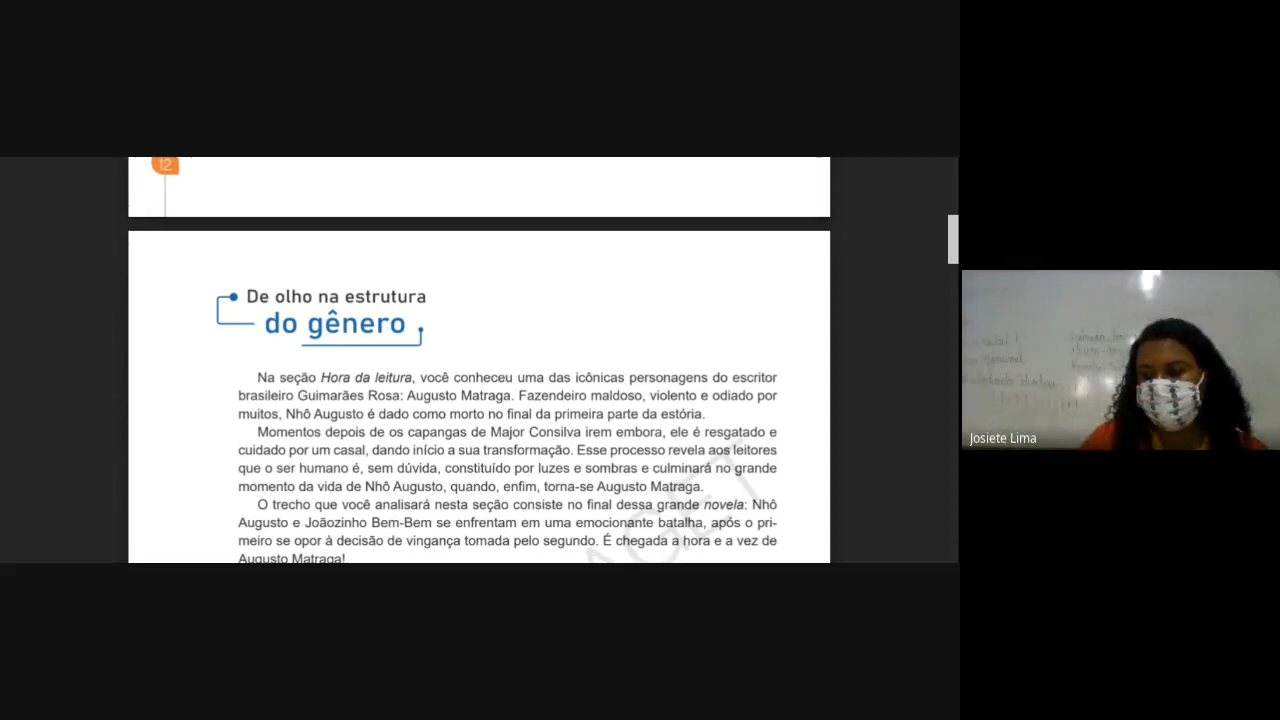 12
De olho na estrutura
do gênero
Na seção Hora da leitura, você conheceu uma das icônicas personagens do escritor
brasileiro Guimarães Rosa: Augusto Matraga. Fazendeiro maldoso, violento e odiado por
muitos, Nhô Augusto é dado como morto no final da primeira parte da estória.
Momentos depois de os capangas de Major Consilva irem embora, ele é resgatado e
cuidado por um casal, dando início a sua transformação. Esse processo revela aos leitores
que o ser humano é, sem dúvida, constituído por luzes e sombras e culminará no grande
momento da vida de Nhô Augusto, quando, enfim, torna-se Augusto Matraga.
O trecho que você analisará nesta seção consiste no final dessa grande novela: Nhô
Augusto e Joãozinho Bem-Bem se enfrentam em uma emocionante batalha, após o pri-
meiro se opor à decisão de vingança tomada pelo segundo. É chegada a hora e a vez de
Augusto Matraga!
Josiete Lima